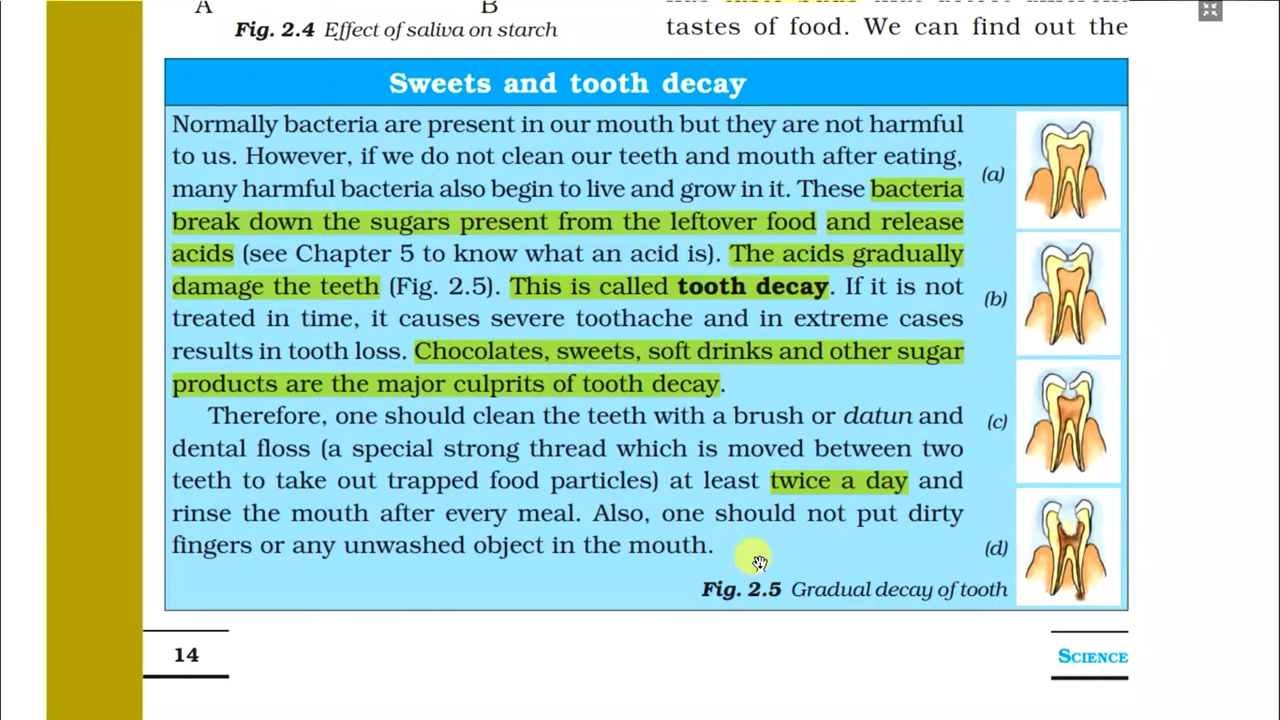 A B
Fig. 2.4 Effect of saliva on starch
tastes of food. We can find out the
Sweets and tooth decay
Normally bacteria are present in our mouth but they are not harmful
to us. However, if we do not clean our teeth and mouth after eating,
many harmful bacteria also begin to live and grow in it. These bacteria
break down the sugars present from the leftover food and release
acids (see Chapter 5 to know what an acid is). The acids gradually
damage the teeth (Fig. 2.5). This is called tooth decay. If it is not
treated in time, it causes severe toothache and in extreme cases
results in tooth loss. Chocolates, sweets, soft drinks and other sugar
products are the major culprits of tooth decay.
Therefore, one should clean the teeth with a brush or datun and
dental floss (a special strong thread which is moved between two
teeth to take out trapped food particles) at least twice a day and
rinse the mouth after every meal. Also, one should not put dirty
fingers or any unwashed object in the mouth.
(a)
(b)
(c)
(d)
Fig. 2.5 Gradual decay of tooth
14
SCIENCE